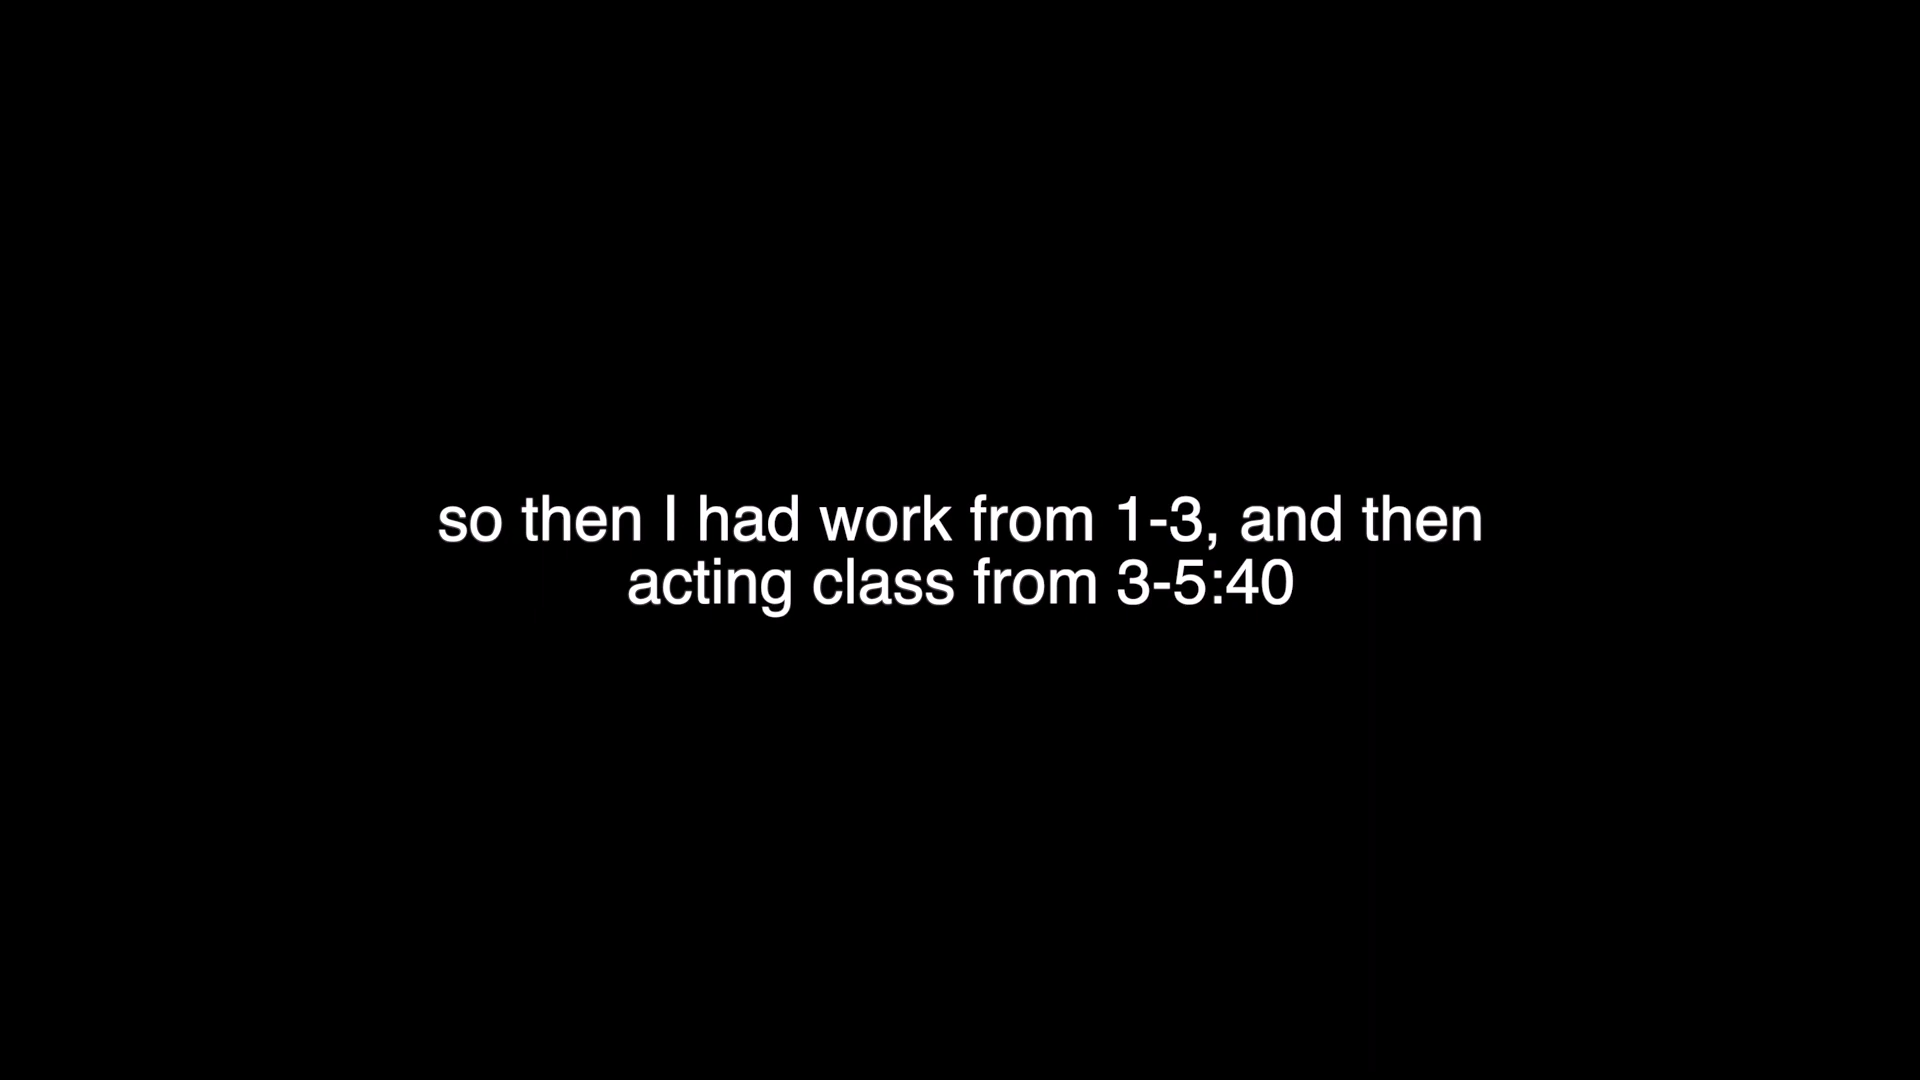 so then I had work from 1-3, and then
acting class from 3-5:40